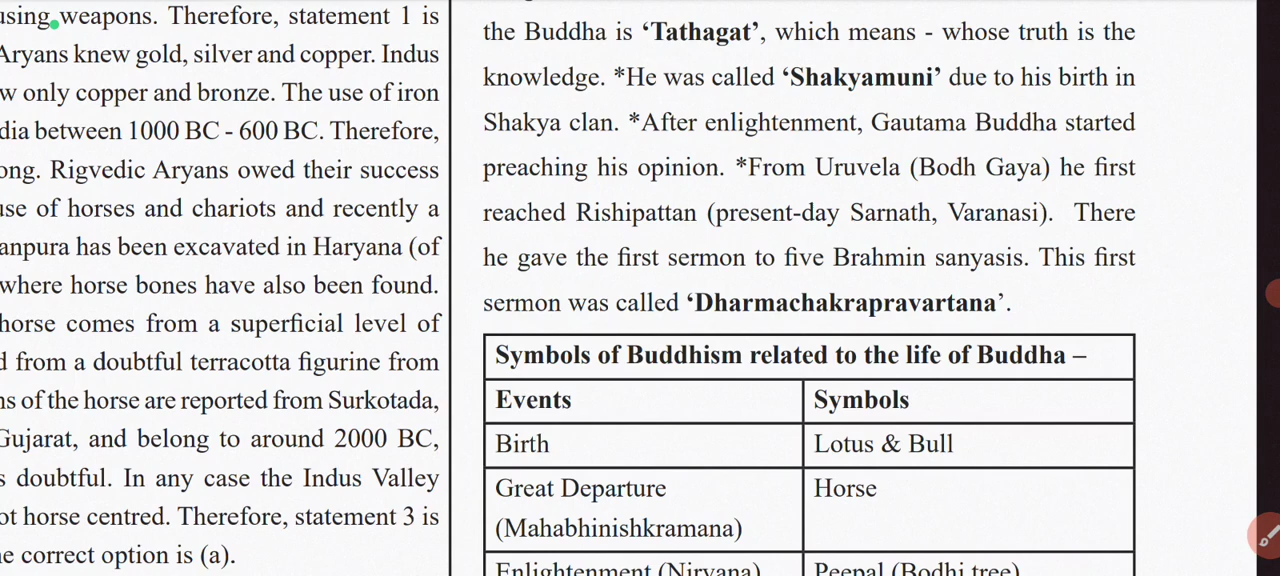 weapons. Therefore, statement 1 is
Aryans knew gold, silver and copper. Indus
only copper and bronze. The use of iron
between 1000 BC - 600 BC. Therefore,
Rigvedic Aryans owed their success
of horses and chariots and recently a
has been excavated in Haryana (of
where horse bones have also been found.
horse comes from a superficial level of
from a doubtful terracotta figurine from
of the horse are reported from Surkotada,
Gujarat, and belong to around 2000 BC,
doubtful. In any case the Indus Valley
horse centred. Therefore, statement 3 is
correct option is (a).
the Buddha is ‘Tathagat’, which means - whose truth is the
knowledge. *He was called ‘Shakyamuni’ due to his birth in
Shakya clan. *After enlightenment, Gautama Buddha started
preaching his opinion. *From Uruvela (Bodh Gaya) he first
reached Rishipattan (present-day Sarnath, Varanasi). There
he gave the first sermon to five Brahmin sanyasis. This first
sermon was called ‘Dharmachakrapravartana’.
Symbols of Buddhism related to the life of Buddha –
Events Symbols
Birth Lotus & Bull
Great Departure Horse
(Mahabhinishkramana)
Enlightenment (Nirvana) Peepal (Bodhi tree)